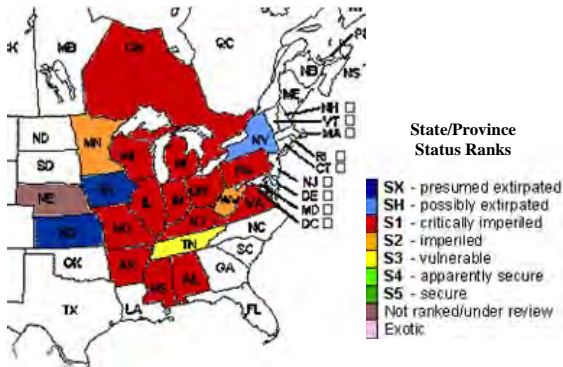 MB
ON
QC
NB
NS
ME
ND
MN
SD
NE
IA
WI
MI
NY
PA
IL
IN
OH
WV
VA
KY
MO
KS
OK
AR
TN
NC
SC
MS
AL
GA
TX
LA
FL
NH
VT
MA
RI
CT
NJ
DE
MD
DC
State/Province
Status Ranks
SX - presumed extirpated
SH - possibly extirpated
S1 - critically imperiled
S2 - imperiled
S3 - vulnerable
S4 - apparently secure
S5 - secure
Not ranked/under review
Exotic